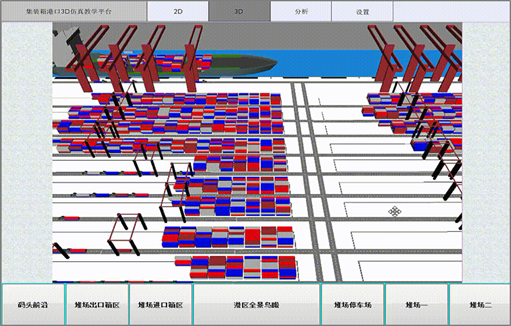 集装箱港口3D仿真教学平台
2D
3D
分析
设置
码头前沿
堆场出口箱区
堆场进口箱区
港区全景鸟瞰
堆场停车场
堆场一
堆场二